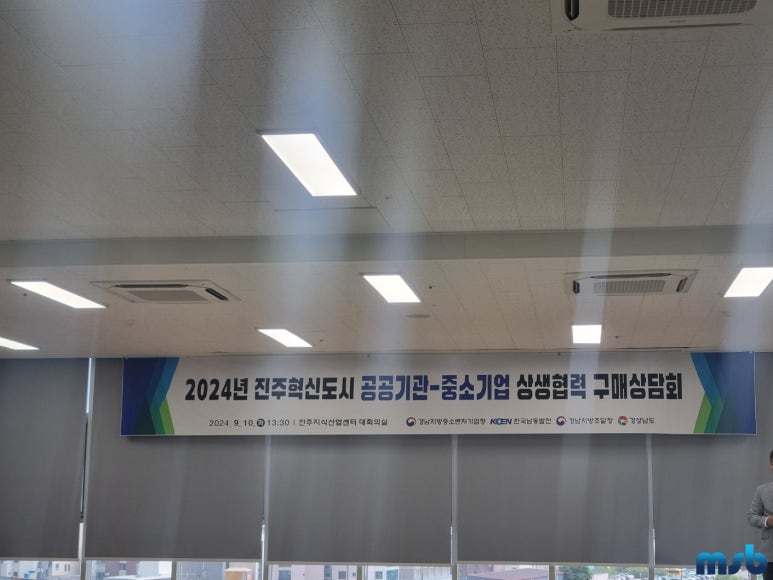 2024년 진주혁신도시 공공기관-중소기업 상생협력 구매상담회
2024. 9. 10. 화 13:30 | 진주지식산업센터 대회의실 경남지방중소벤처기업청 KOEN 한국남동발전 경남지방조달청 경상남도
msb